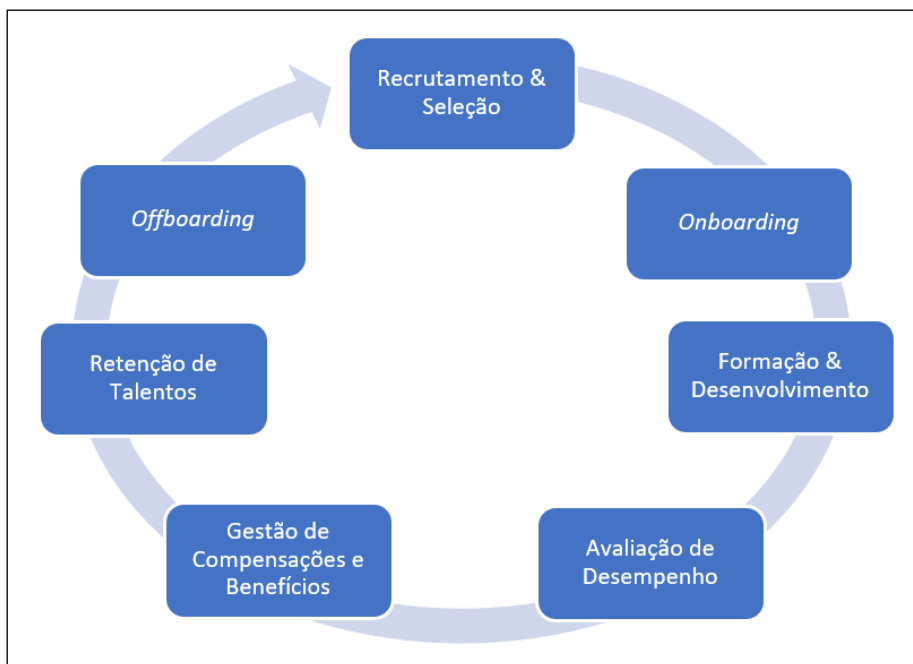 Recrutamento &
Seleção
Onboarding
Formação &
Desenvolvimento
Avaliação de
Desempenho
Gestão de
Compensações e
Benefícios
Retenção de
Talentos
Offboarding